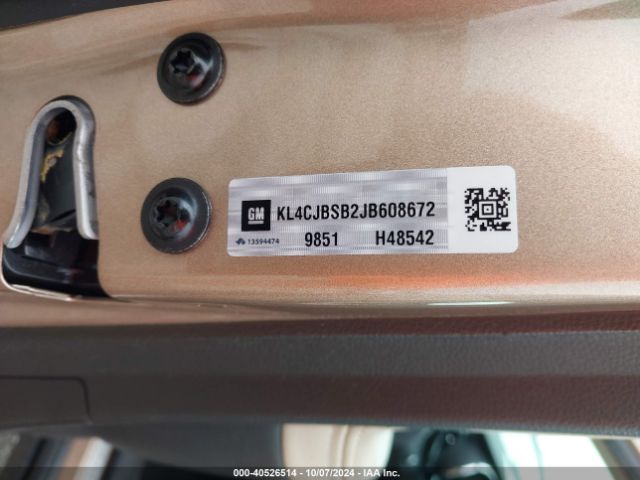 GM
KL4CJBSB2JB608672
13594474
9851 H48542
000-40526514 - 10/07/2024 - IAA Inc.